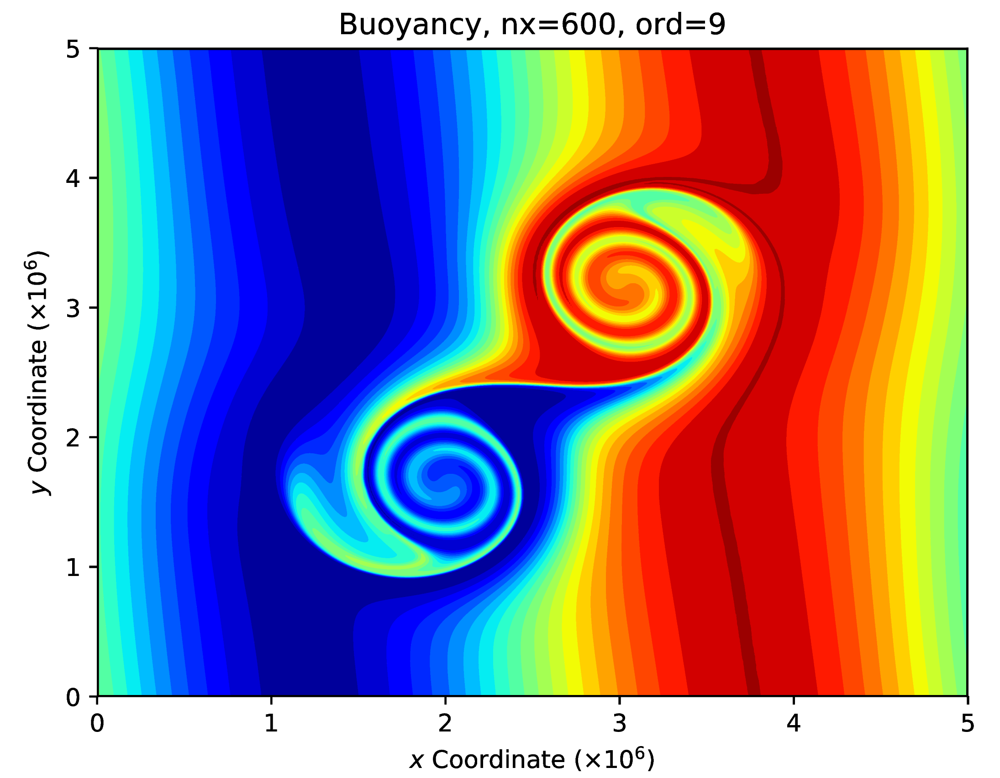 Buoyancy, nx=600, ord=9
5
4
3
2
1
0
y Coordinate (×10⁶)
0 1 2 3 4 5
x Coordinate (×10⁶)